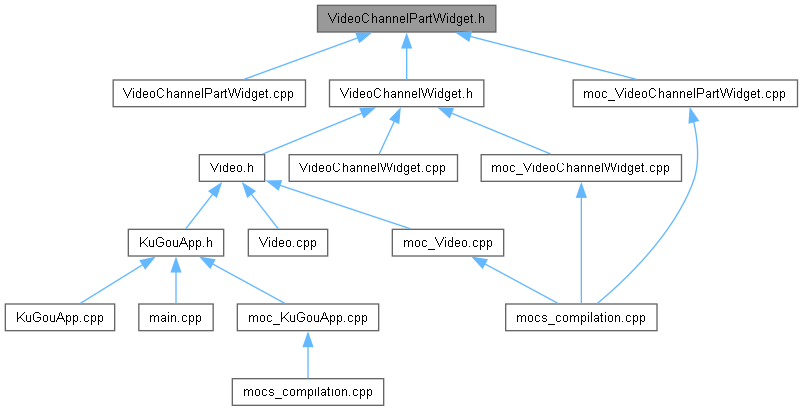 VideoChannelPartWidget.h
VideoChannelPartWidget.cpp
VideoChannelWidget.h
moc_VideoChannelPartWidget.cpp
Video.h
VideoChannelWidget.cpp
moc_VideoChannelWidget.cpp
KuGouApp.h
Video.cpp
moc_Video.cpp
KuGouApp.cpp
main.cpp
moc_KuGouApp.cpp
mocs_compilation.cpp
mocs_compilation.cpp